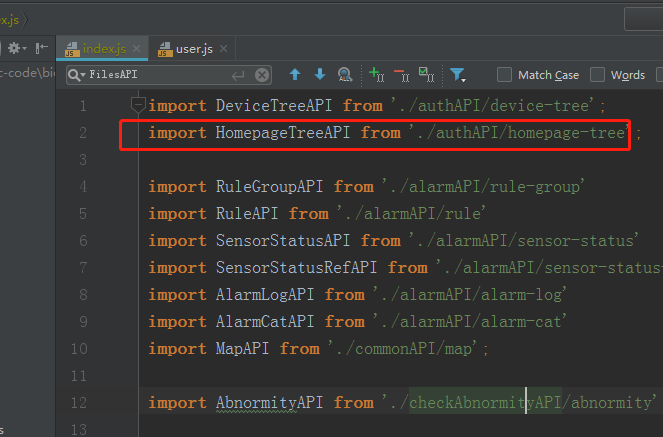 ex.js
index.js user.js
c-code\bi
FilesAPI Match Case Words
1 import DeviceTreeAPI from './authAPI/device-tree';
2 import HomepageTreeAPI from './authAPI/homepage-tree';
3
4 import RuleGroupAPI from './alarmAPI/rule-group'
5 import RuleAPI from './alarmAPI/rule'
6 import SensorStatusAPI from './alarmAPI/sensor-status'
7 import SensorStatusRefAPI from './alarmAPI/sensor-status-
8 import AlarmLogAPI from './alarmAPI/alarm-log'
9 import AlarmCatAPI from './alarmAPI/alarm-cat'
10 import MapAPI from './commonAPI/map';
11
12 import AbnormityAPI from './checkAbnormityAPI/abnormity'
13
s